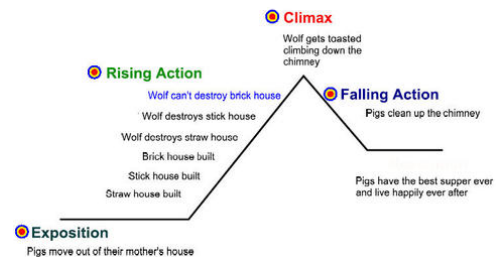 Climax
Wolf gets toasted
climbing down the
chimney
Rising Action
Wolf can't destroy brick house
Wolf destroys stick house
Wolf destroys straw house
Brick house built
Stick house built
Straw house built
Falling Action
Pigs clean up the chimney
Pigs have the best supper ever
and live happily ever after
Exposition
Pigs move out of their mother's house